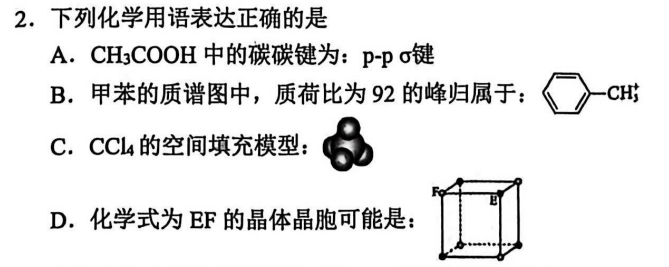 2．下列化学用语表达正确的是
A．CH₃COOH 中的碳碳键为：p-p σ键
B．甲苯的质谱图中，质荷比为 92 的峰归属于：CH₃⁺
C．CCl₄ 的空间填充模型：
F
E
D．化学式为 EF 的晶体晶胞可能是：